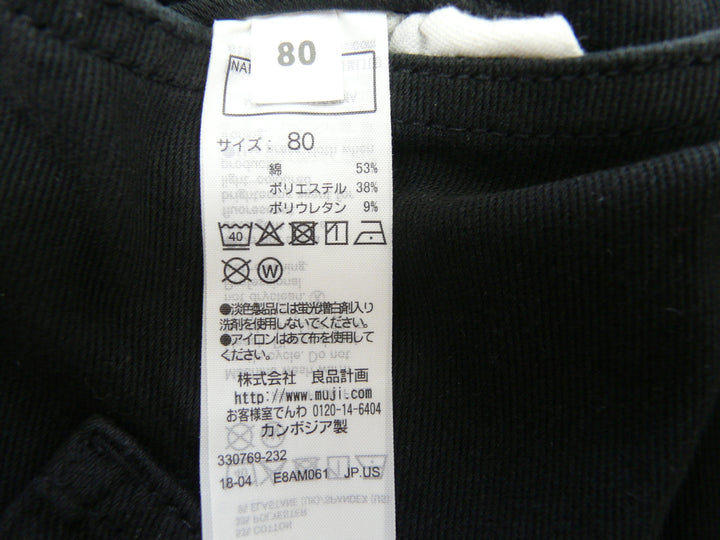 80
NA
サイズ： 80
綿 53%
ポリエステル 38%
ポリウレタン 9%
40
W
●淡色製品には蛍光増白剤入り
洗剤を使用しないでください。
●アイロンはあて布を使用して
ください。
株式会社 良品計画
http://www.muji.com/
お客様室でんわ 0120-14-6404
カンボジア製
330769-232
18-04 E8AM061 JP.US